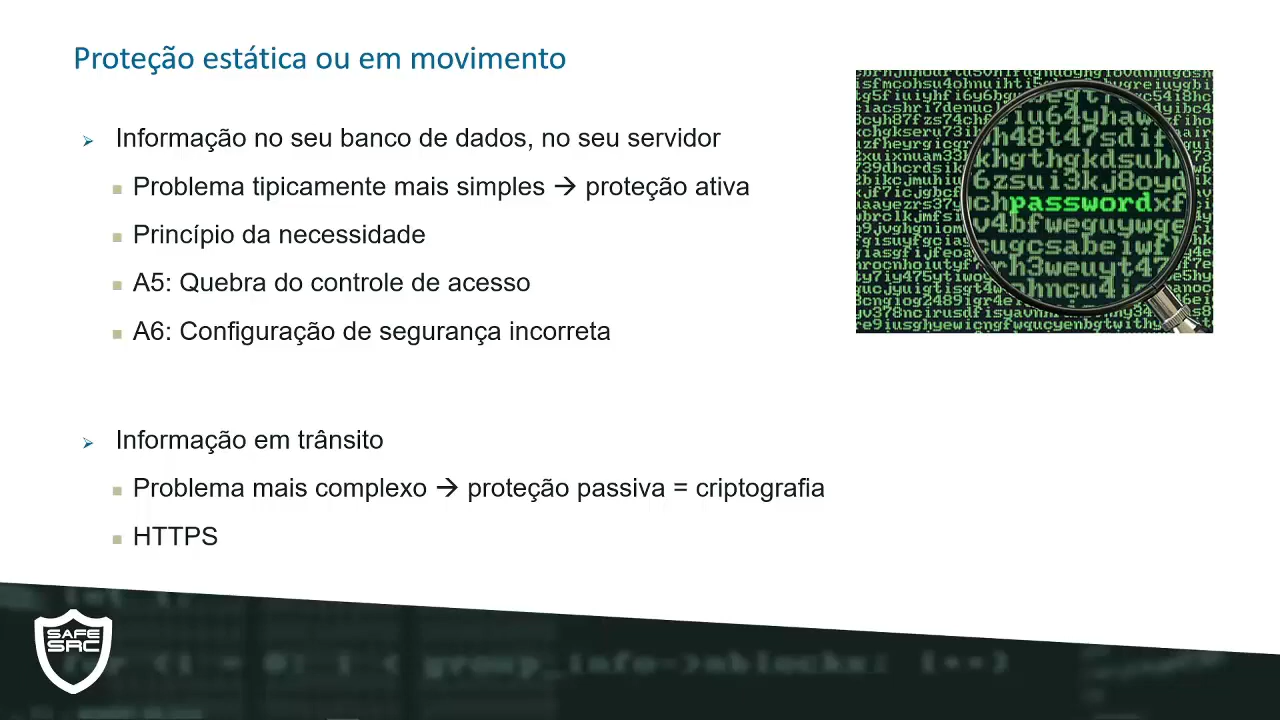 Proteção estática ou em movimento
Informação no seu banco de dados, no seu servidor
Problema tipicamente mais simples → proteção ativa
Princípio da necessidade
A5: Quebra do controle de acesso
A6: Configuração de segurança incorreta
password
Informação em trânsito
Problema mais complexo → proteção passiva = criptografia
HTTPS
SAFE
SRC
group_info->nblocks; i++)